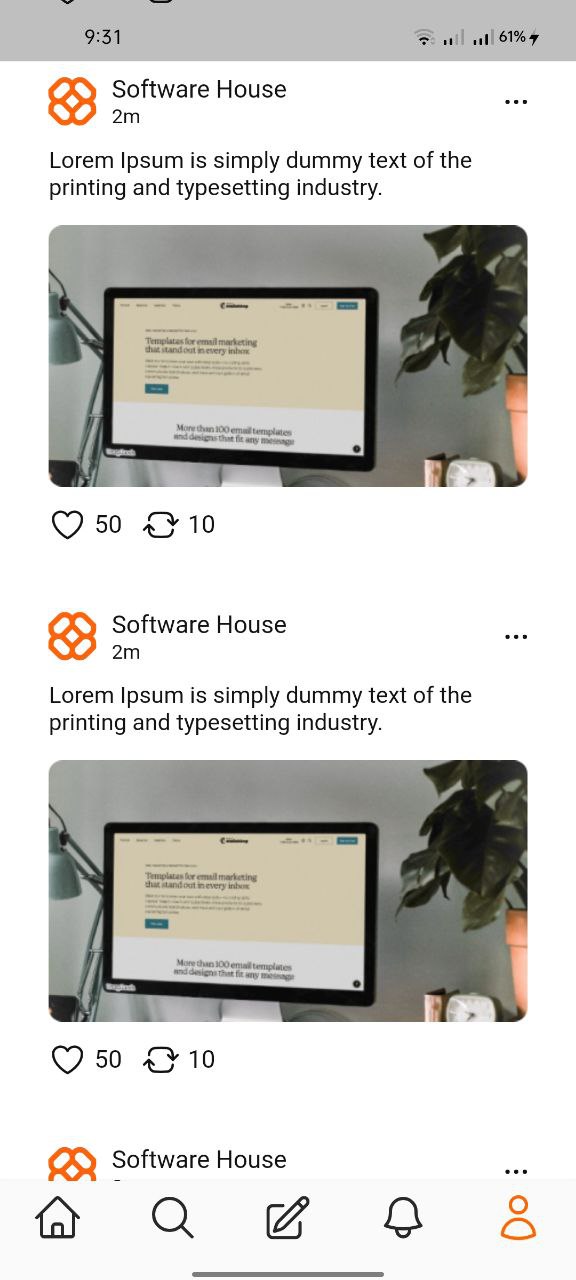 9:31
61%
Software House
2m
Lorem Ipsum is simply dummy text of the
printing and typesetting industry.
Templates for email marketing
that stand out in every inbox
More than 100 email templates
and designs that fit any message
50 10
Software House
2m
Lorem Ipsum is simply dummy text of the
printing and typesetting industry.
Templates for email marketing
that stand out in every inbox
More than 100 email templates
and designs that fit any message
50 10
Software House